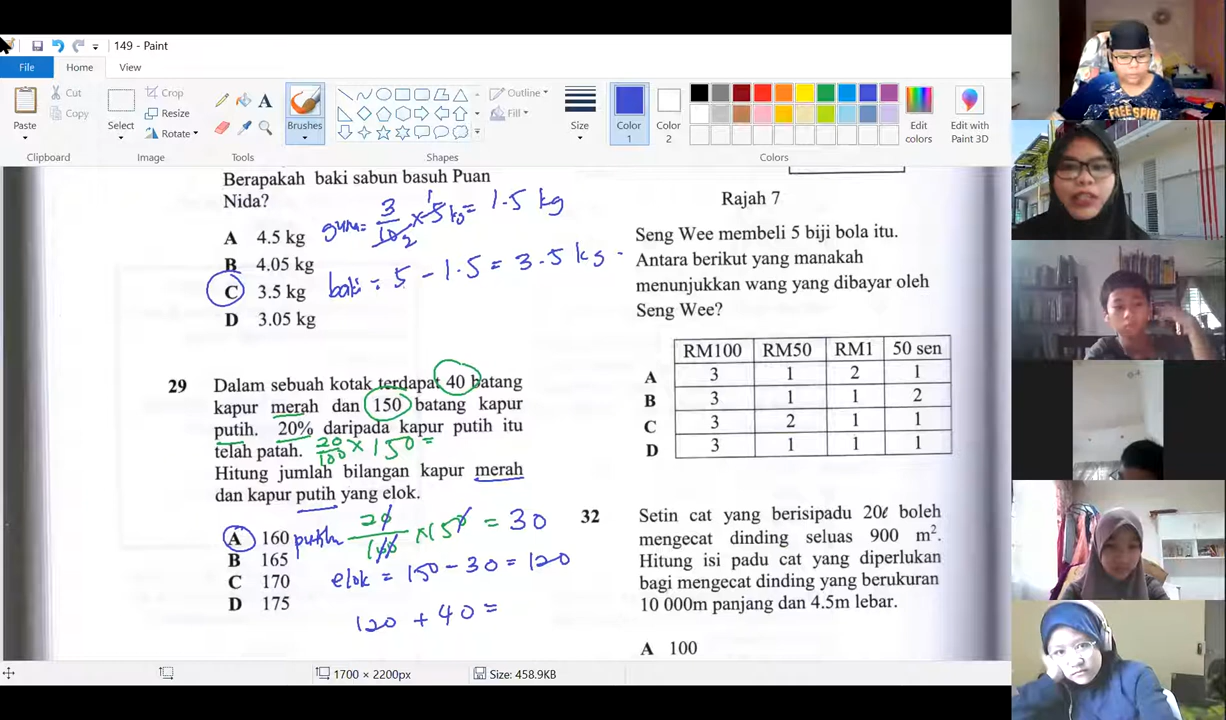 149 - Paint
File Home View
Paste
Cut
Copy
Clipboard
Select
Crop
Resize
Rotate
Image
A
Tools
Brushes
Outline
Fill
Shapes
Size
Color
1
Color
2
Edit
colors
Edit with
Paint 3D
Colors
Berapakah baki sabun basuh Puan
Nida?
A 4.5 kg
B 4.05 kg
C 3.5 kg
D 3.05 kg
guna = 3/10 2 × 5 1 kg = 1.5 kg
baki = 5 - 1.5 = 3.5 kg
29 Dalam sebuah kotak terdapat 40 batang
kapur merah dan 150 batang kapur
putih. 20% daripada kapur putih itu
telah patah. 20/100 × 150 =
Hitung jumlah bilangan kapur merah
dan kapur putih yang elok.
A 160
B 165
C 170
D 175
20/100 × 150 = 30
elok = 150 - 30 = 120
120 + 40 =
Rajah 7
Seng Wee membeli 5 biji bola itu.
Antara berikut yang manakah
menunjukkan wang yang dibayar oleh
Seng Wee?
RM100 RM50 RM1 50 sen
A 3 1 2 1
B 3 1 1 2
C 3 2 1 1
D 3 1 1 1
32 Setin cat yang berisipadu 20ℓ boleh
mengecat dinding seluas 900 m².
Hitung isi padu cat yang diperlukan
bagi mengecat dinding yang berukuran
10 000m panjang dan 4.5m lebar.
A 100
1700 × 2200px
Size: 458.9KB
FREE SPIRI